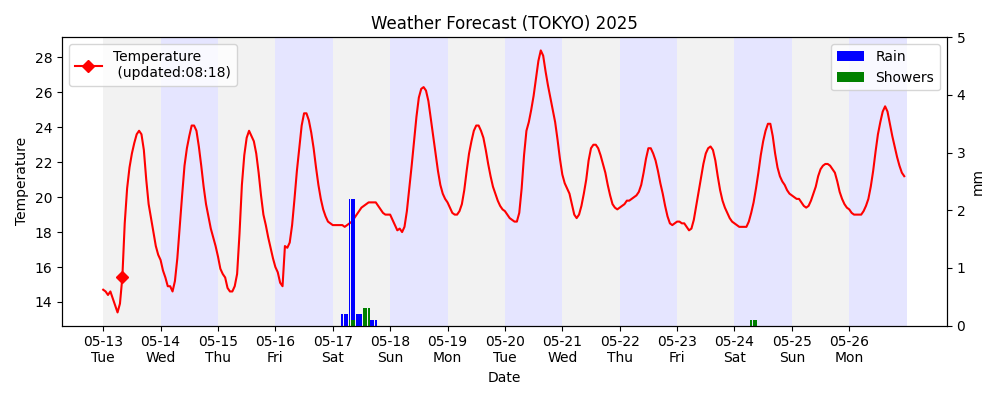 Weather Forecast (TOKYO) 2025
Temperature
(updated:08:18)
Rain
Showers
Temperature
28
26
24
22
20
18
16
14
5
4
3
2
1
0
mm
05-13 05-14 05-15 05-16 05-17 05-18 05-19 05-20 05-21 05-22 05-23 05-24 05-25 05-26
Tue Wed Thu Fri Sat Sun Mon Tue Wed Thu Fri Sat Sun Mon
Date